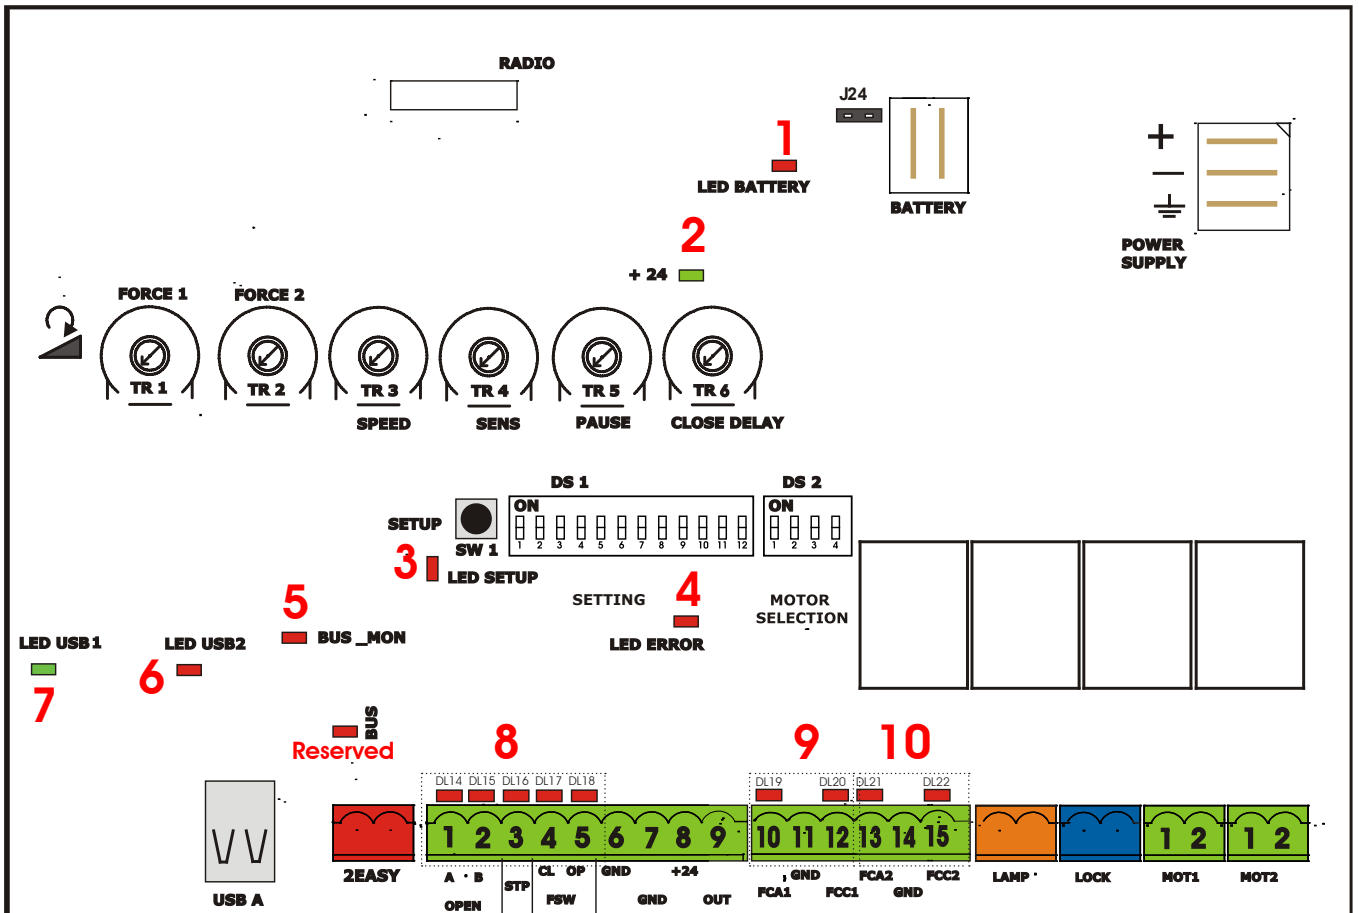 RADIO
J24
1
LED BATTERY
BATTERY
+
–
POWER
SUPPLY
2
+ 24
FORCE 1
FORCE 2
TR 1
TR 2
TR 3
TR 4
TR 5
TR 6
SPEED
SENS
PAUSE
CLOSE DELAY
DS 1
DS 2
ON
ON
SETUP
SW 1
1 2 3 4 5 6 7 8 9 10 11 12
1 2 3 4
3
LED SETUP
SETTING
4
MOTOR
SELECTION
LED ERROR
5
BUS _MON
LED USB1
LED USB2
6
7
BUS
Reserved
8
9
10
DL14 DL15 DL16 DL17 DL18
DL19 DL20 DL21 DL22
1 2 3 4 5 6 7 8 9
10 11 12 13 14 15
1 2
1 2
USB A
2EASY
A B
OPEN
STP
CL OP
FSW
GND
GND
+24
OUT
FCA1
GND
FCC1
FCA2
GND
FCC2
LAMP
LOCK
MOT1
MOT2